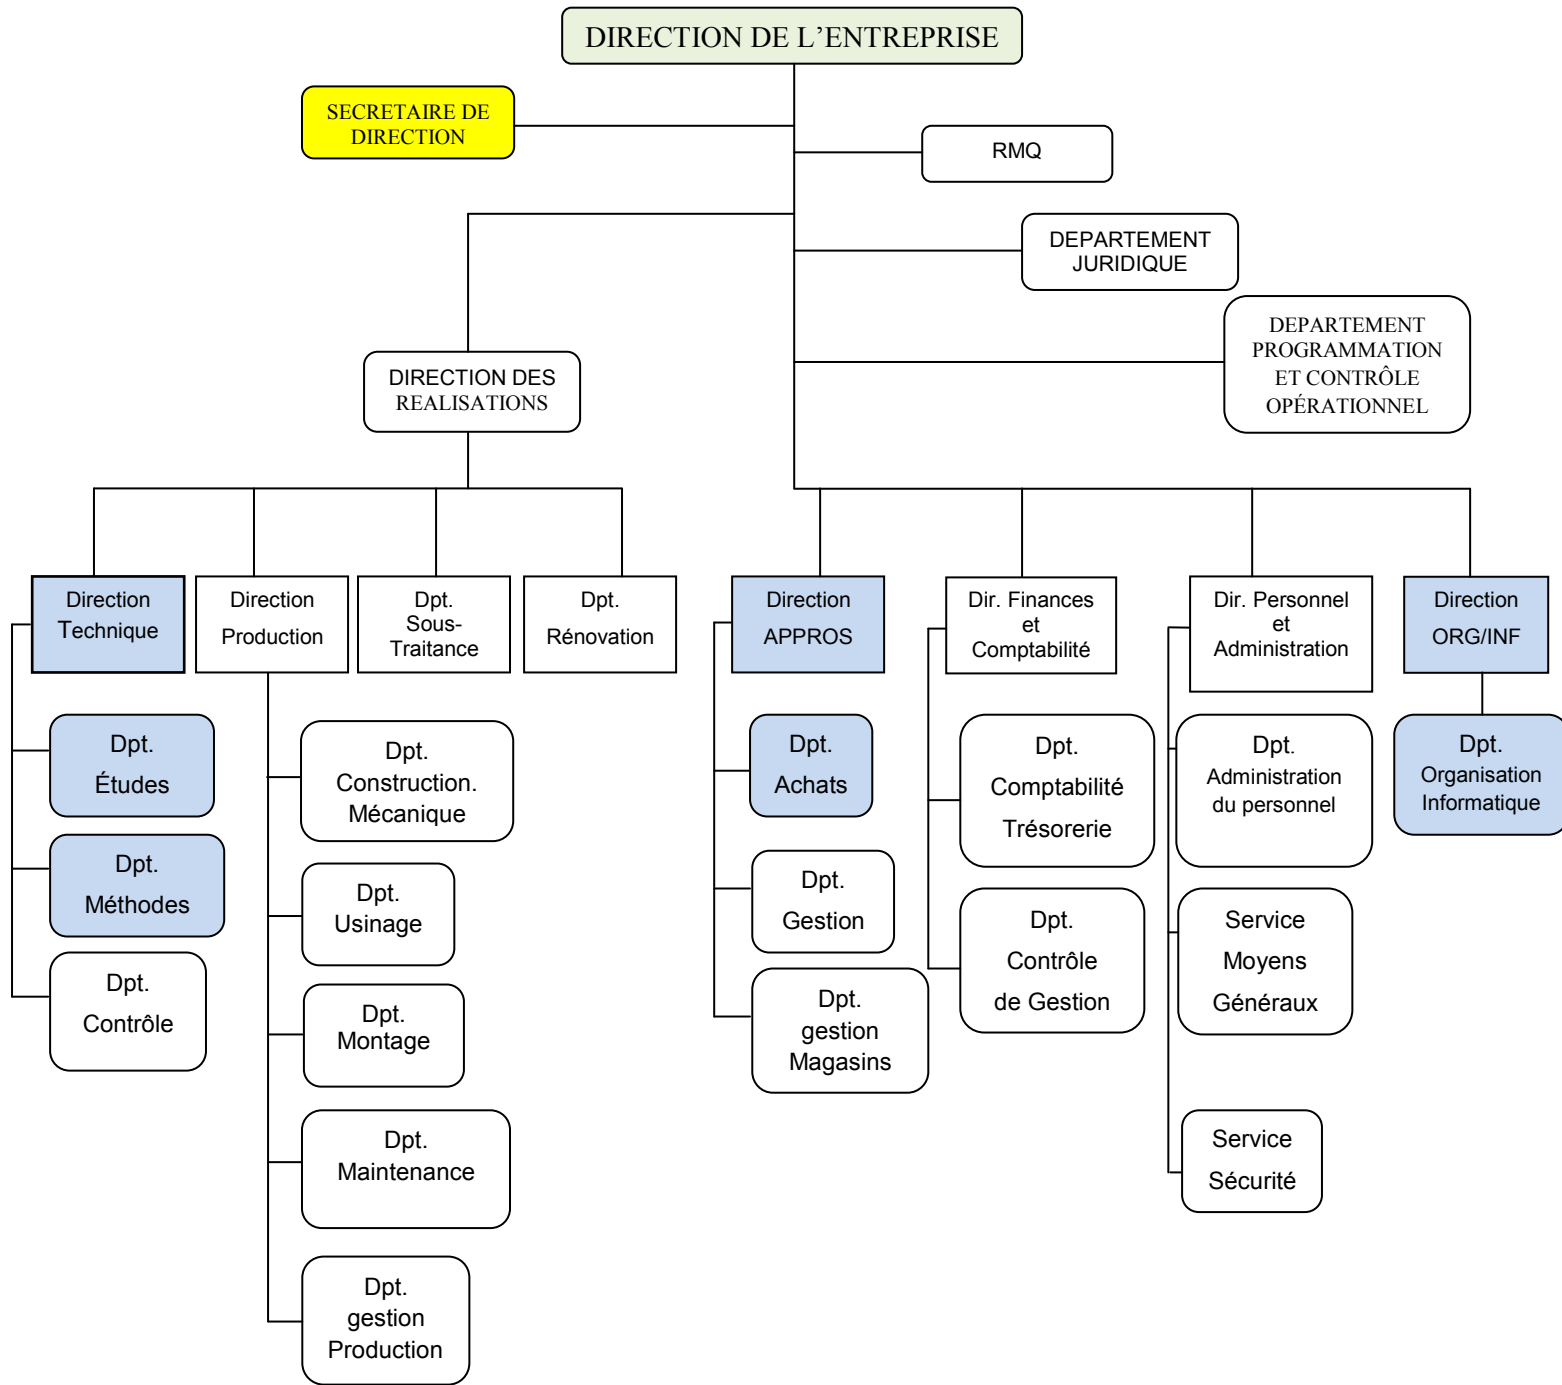 DIRECTION DE L'ENTREPRISE
SECRETAIRE DE
DIRECTION
RMQ
DEPARTEMENT
JURIDIQUE
DEPARTEMENT
PROGRAMMATION
ET CONTRÔLE
OPÉRATIONNEL
DIRECTION DES
REALISATIONS
Direction
Technique
Direction
Production
Dpt.
Sous-
Traitance
Dpt.
Rénovation
Direction
APPROS
Dir. Finances
et
Comptabilité
Dir. Personnel
et
Administration
Direction
ORG/INF
Dpt.
Études
Dpt.
Méthodes
Dpt.
Contrôle
Dpt.
Construction.
Mécanique
Dpt.
Usinage
Dpt.
Montage
Dpt.
Maintenance
Dpt.
gestion
Production
Dpt.
Achats
Dpt.
Gestion
Dpt.
gestion
Magasins
Dpt.
Comptabilité
Trésorerie
Dpt.
Contrôle
de Gestion
Dpt.
Administration
du personnel
Service
Moyens
Généraux
Service
Sécurité
Dpt.
Organisation
Informatique